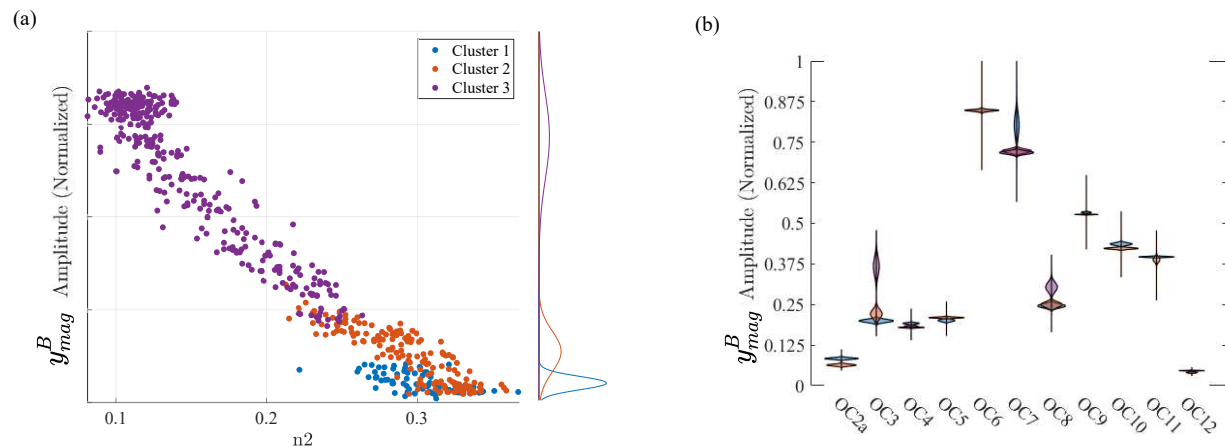 (a)
y^B_mag Amplitude (Normalized)
Cluster 1
Cluster 2
Cluster 3
0.1
0.2
0.3
n2
(b)
y^B_mag Amplitude (Normalized)
1
0.875
0.75
0.625
0.5
0.375
0.25
0.125
0
OC2a
OC3
OC4
OC5
OC6
OC7
OC8
OC9
OC10
OC11
OC12